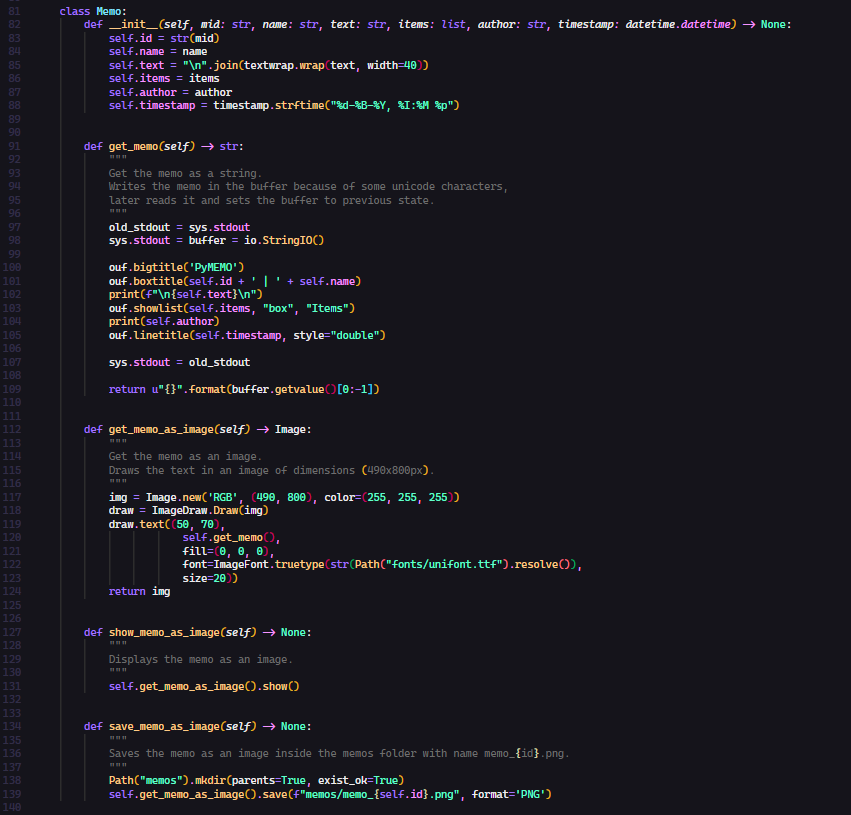 81 class Memo:
82     def __init__(self, mid: str, name: str, text: str, items: list, author: str, timestamp: datetime.datetime) -> None:
83         self.id = str(mid)
84         self.name = name
85         self.text = "\n".join(textwrap.wrap(text, width=40))
86         self.items = items
87         self.author = author
88         self.timestamp = timestamp.strftime("%d-%B-%Y, %I:%M %p")
89
90
91     def get_memo(self) -> str:
92         """
93         Get the memo as a string.
94         Writes the memo in the buffer because of some unicode characters,
95         later reads it and sets the buffer to previous state.
96         """
97         old_stdout = sys.stdout
98         sys.stdout = buffer = io.StringIO()
99
100         ouf.bigtitle('PyMEMO')
101         ouf.boxtitle(self.id + ' | ' + self.name)
102         print(f"\n{self.text}\n")
103         ouf.showlist(self.items, "box", "Items")
104         print(self.author)
105         ouf.linetitle(self.timestamp, style="double")
106
107         sys.stdout = old_stdout
108
109         return u"{}".format(buffer.getvalue()[0:-1])
110
111
112     def get_memo_as_image(self) -> Image:
113         """
114         Get the memo as an image.
115         Draws the text in an image of dimensions (490x800px).
116         """
117         img = Image.new('RGB', (490, 800), color=(255, 255, 255))
118         draw = ImageDraw.Draw(img)
119         draw.text((50, 70),
120                     self.get_memo(),
121                     fill=(0, 0, 0),
122                     font=ImageFont.truetype(str(Path("fonts/unifont.ttf").resolve()),
123                     size=20))
124         return img
125
126
127     def show_memo_as_image(self) -> None:
128         """
129         Displays the memo as an image.
130         """
131         self.get_memo_as_image().show()
132
133
134     def save_memo_as_image(self) -> None:
135         """
136         Saves the memo as an image inside the memos folder with name memo_{id}.png.
137         """
138         Path("memos").mkdir(parents=True, exist_ok=True)
139         self.get_memo_as_image().save(f"memos/memo_{self.id}.png", format='PNG')
140